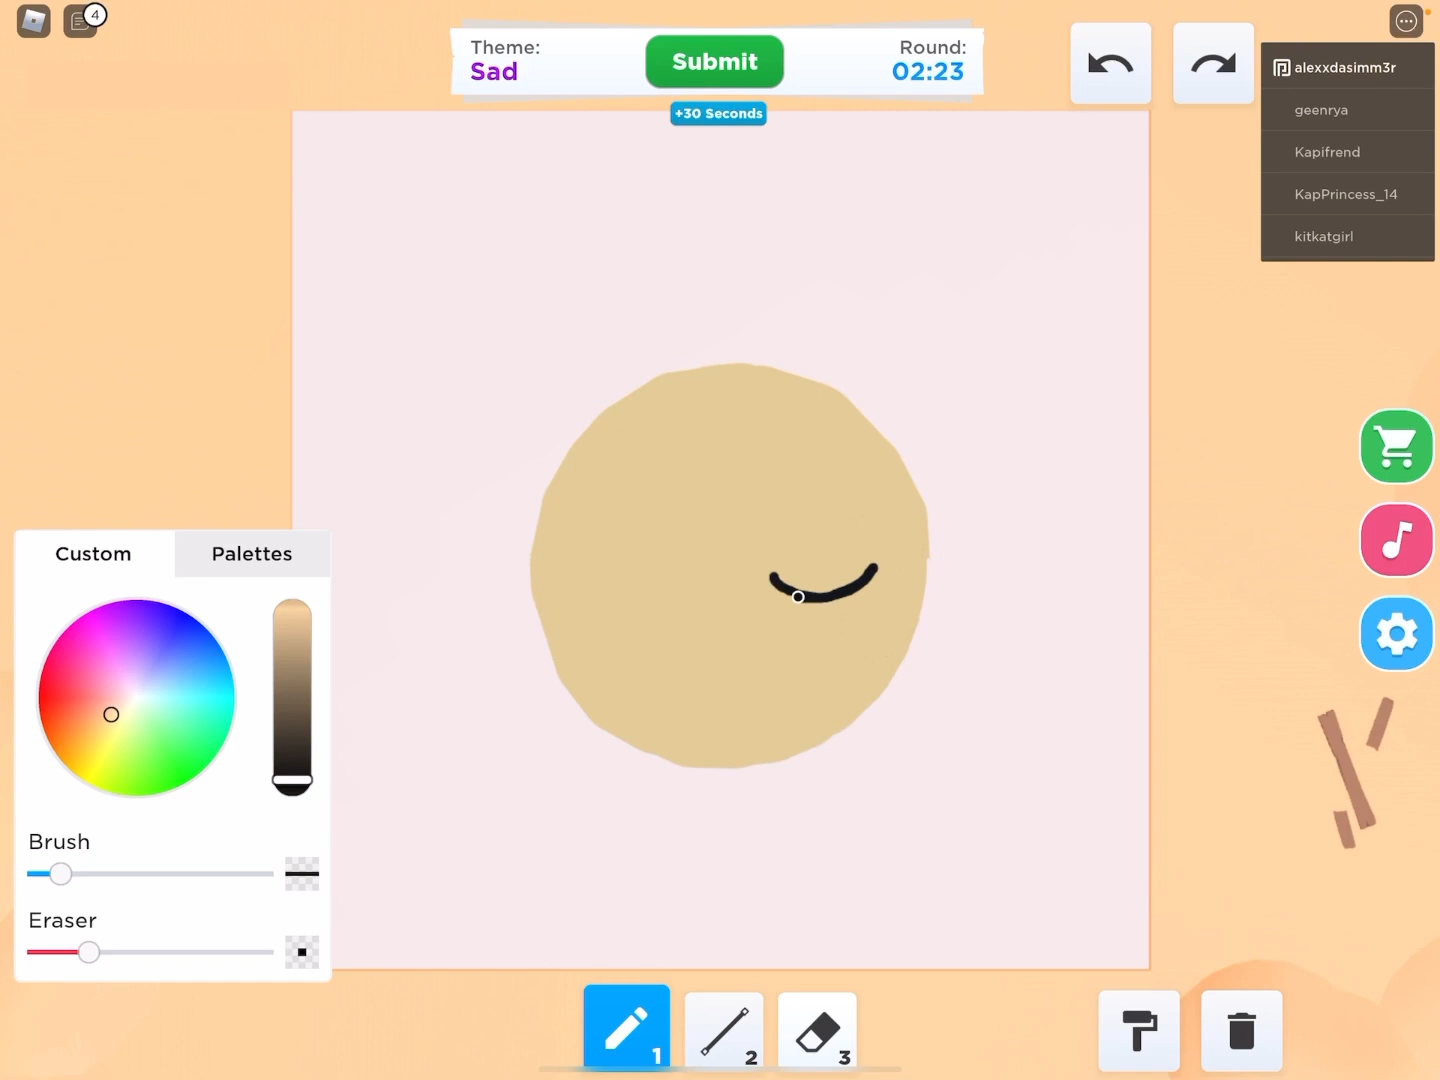 4
Theme:
Sad
Submit
Round:
02:23
+30 Seconds
alexxdasimm3r
geenrya
Kapifrend
KapPrincess_14
kitkatgirl
Custom
Palettes
Brush
Eraser
1
2
3